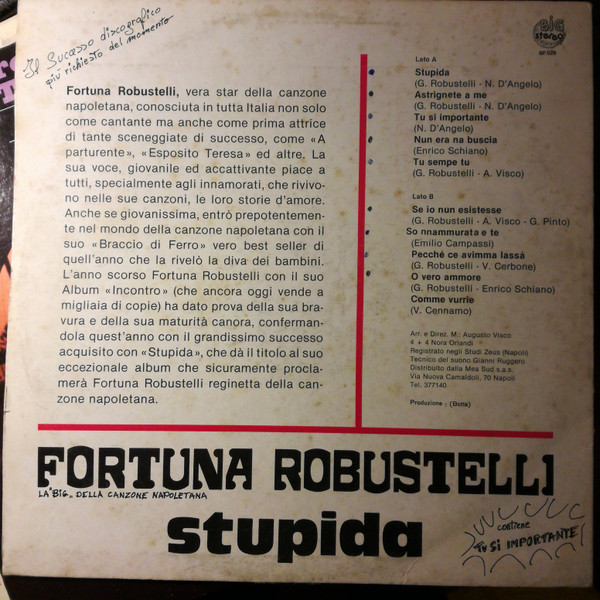 Il Successo discografico
più richiesto del momento
BIG
stereo
Fortuna Robustelli, vera star della canzone
napoletana, conosciuta in tutta Italia non solo
come cantante ma anche come prima attrice
di tante sceneggiate di successo, come «A
parturente», «Esposito Teresa» ed altre. La
sua voce, giovanile ed accattivante piace a
tutti, specialmente agli innamorati, che rivivo-
no nelle sue canzoni, le loro storie d'amore.
Anche se giovanissima, entrò prepotentemen-
te nel mondo della canzone napoletana con il
suo «Braccio di Ferro» vero best seller di
quell'anno che la rivelò la diva dei bambini.
L'anno scorso Fortuna Robustelli con il suo
Album «Incontro» (che ancora oggi vende a
migliaia di copie) ha dato prova della sua bra-
vura e della sua maturità canora, conferman-
dola quest'anno con il grandissimo successo
acquisito con «Stupida», che dà il titolo al suo
eccezionale album che sicuramente procla-
merà Fortuna Robustelli reginetta della can-
zone napoletana.
Lato A
Stupida
(G. Robustelli - N. D'Angelo)
Astrignete a me
(G. Robustelli - N. D'Angelo)
Tu si importante
(N. D'Angelo)
Nun era na buscia
(Enrico Schiano)
Tu sempe tu
(G. Robustelli - A. Visco)
Lato B
Se io nun esistesse
(G. Robustelli - A. Visco - G. Pinto)
So nnammurata e te
(Emilio Campassi)
Pecché ce avimma lassà
(G. Robustelli - V. Cerbone)
O vero ammore
(G. Robustelli - Enrico Schiano)
Comme vurrie
(V. Cennamo)
Arr. e Direz. M.: Augusto Visco
4 + 4 Nora Orlandi
Registrato negli Studi Zeus (Napoli)
Tecnico del suono Gianni Ruggero
Distribuito dalla Mea Sud s.a.s.
Via Nuova Camaldoli, 70 Napoli
Tel. 377140
Produzione : (Botta)
FORTUNA ROBUSTELLI
LA "BIG" DELLA CANZONE NAPOLETANA
stupida
contiene
TU SI IMPORTANTE